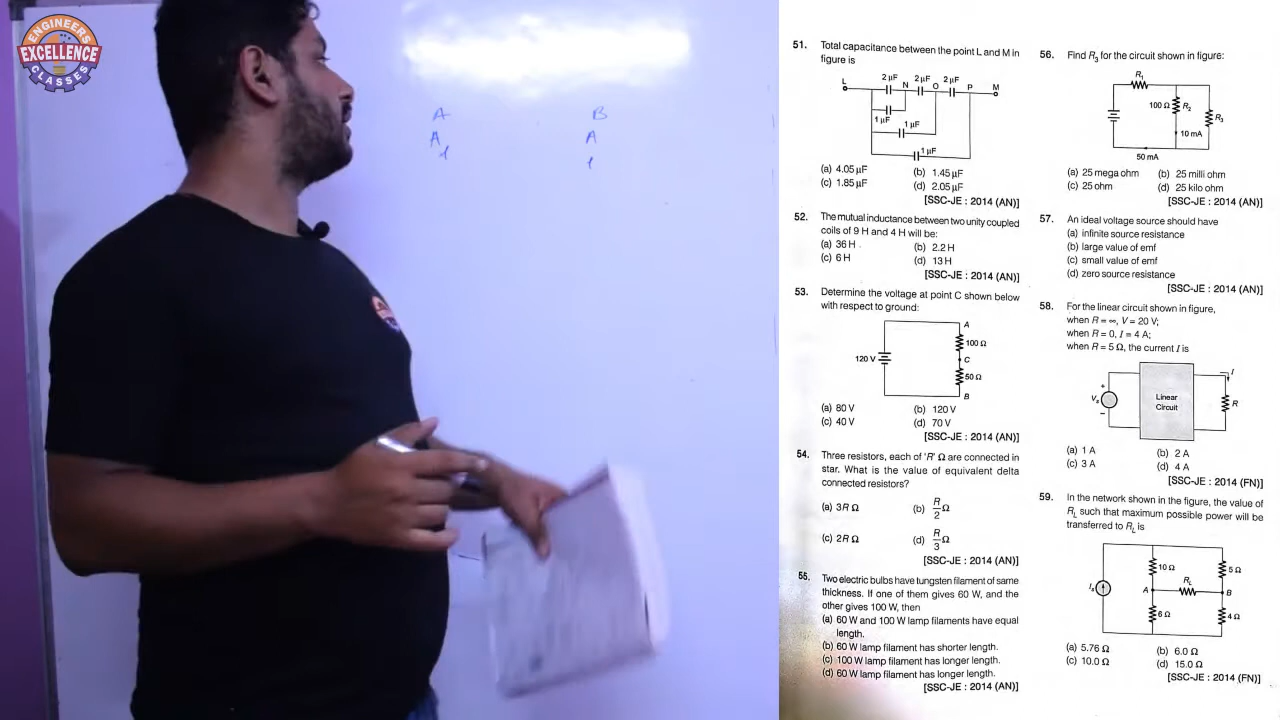 ENGINEERS
EXCELLENCE
CLASSES
A B
A A
l l
51. Total capacitance between the point L and M in
figure is
2 μF 2 μF 2 μF
L N O P M
1 μF
1 μF
1 μF
(a) 4.05 μF (b) 1.45 μF
(c) 1.85 μF (d) 2.05 μF
[SSC-JE : 2014 (AN)]
52. The mutual inductance between two unity coupled
coils of 9 H and 4 H will be:
(a) 36 H (b) 2.2 H
(c) 6 H (d) 13 H
[SSC-JE : 2014 (AN)]
53. Determine the voltage at point C shown below
with respect to ground:
A
100 Ω
120 V C
50 Ω
B
(a) 80 V (b) 120 V
(c) 40 V (d) 70 V
[SSC-JE : 2014 (AN)]
54. Three resistors, each of 'R' Ω are connected in
star. What is the value of equivalent delta
connected resistors?
(a) 3R Ω (b) R/2 Ω
(c) 2R Ω (d) R/3 Ω
[SSC-JE : 2014 (AN)]
55. Two electric bulbs have tungsten filament of same
thickness. If one of them gives 60 W, and the
other gives 100 W, then
(a) 60 W and 100 W lamp filaments have equal
length.
(b) 60 W lamp filament has shorter length.
(c) 100 W lamp filament has longer length.
(d) 60 W lamp filament has longer length.
[SSC-JE : 2014 (AN)]
56. Find R3 for the circuit shown in figure:
R1
100 Ω R2 R3
10 mA
50 mA
(a) 25 mega ohm (b) 25 milli ohm
(c) 25 ohm (d) 25 kilo ohm
[SSC-JE : 2014 (AN)]
57. An ideal voltage source should have
(a) infinite source resistance
(b) large value of emf
(c) small value of emf
(d) zero source resistance
[SSC-JE : 2014 (AN)]
58. For the linear circuit shown in figure,
when R = ∞, V = 20 V;
when R = 0, I = 4 A;
when R = 5 Ω, the current I is
I
+
Vs Linear R
− Circuit
(a) 1 A (b) 2 A
(c) 3 A (d) 4 A
[SSC-JE : 2014 (FN)]
59. In the network shown in the figure, the value of
RL such that maximum possible power will be
transferred to RL is
10 Ω 5 Ω
RL
Is A B
6 Ω 4 Ω
(a) 5.76 Ω (b) 6.0 Ω
(c) 10.0 Ω (d) 15.0 Ω
[SSC-JE : 2014 (FN)]